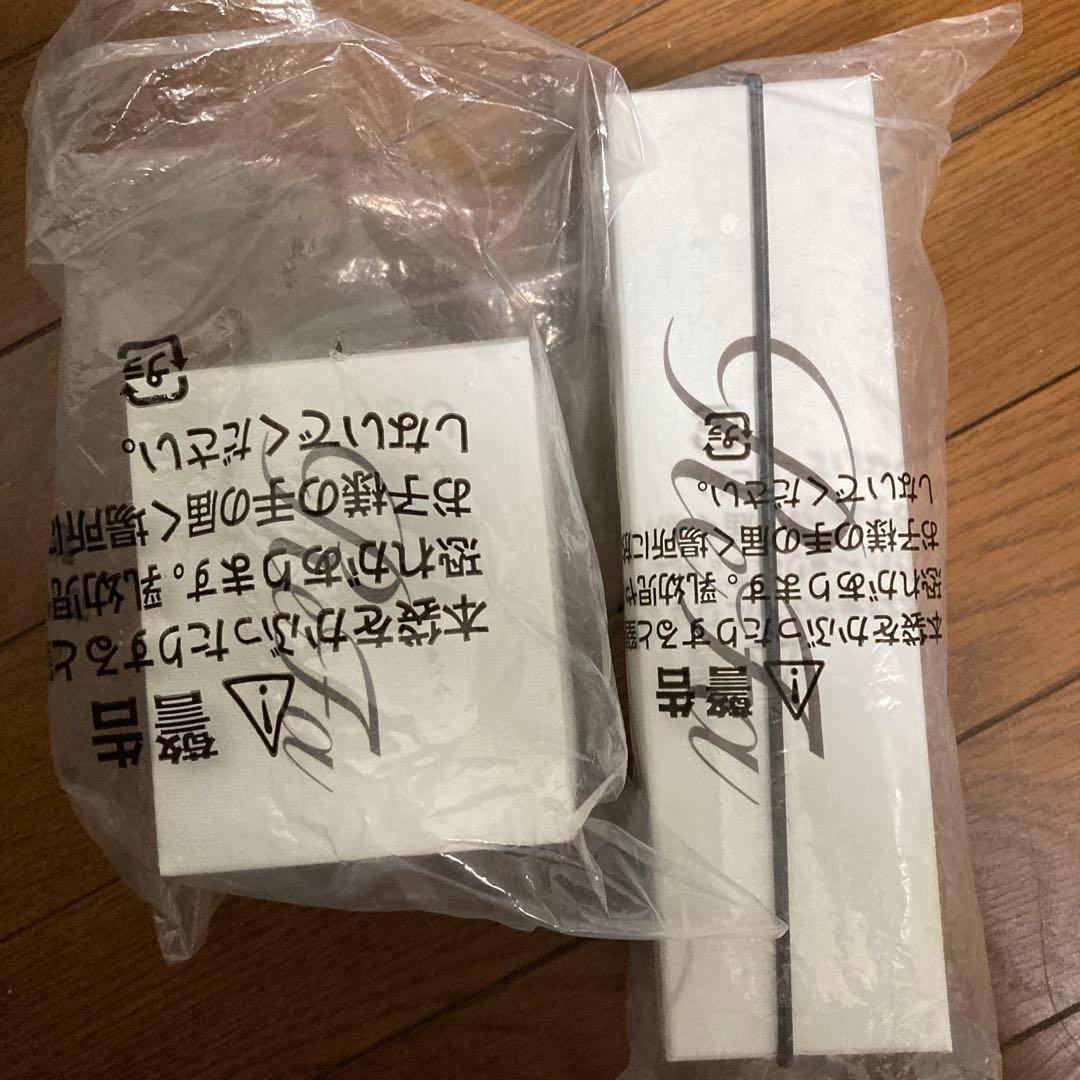 警告
本袋をかぶったりすると
恐れがあります。乳幼児
お子様の手の届く場所
しないでください。
プラ
ReFa
警告
本袋をかぶったりすると
恐れがあります。乳幼児や
お子様の手の届く場所に
しないでください。
プラ
ReFa